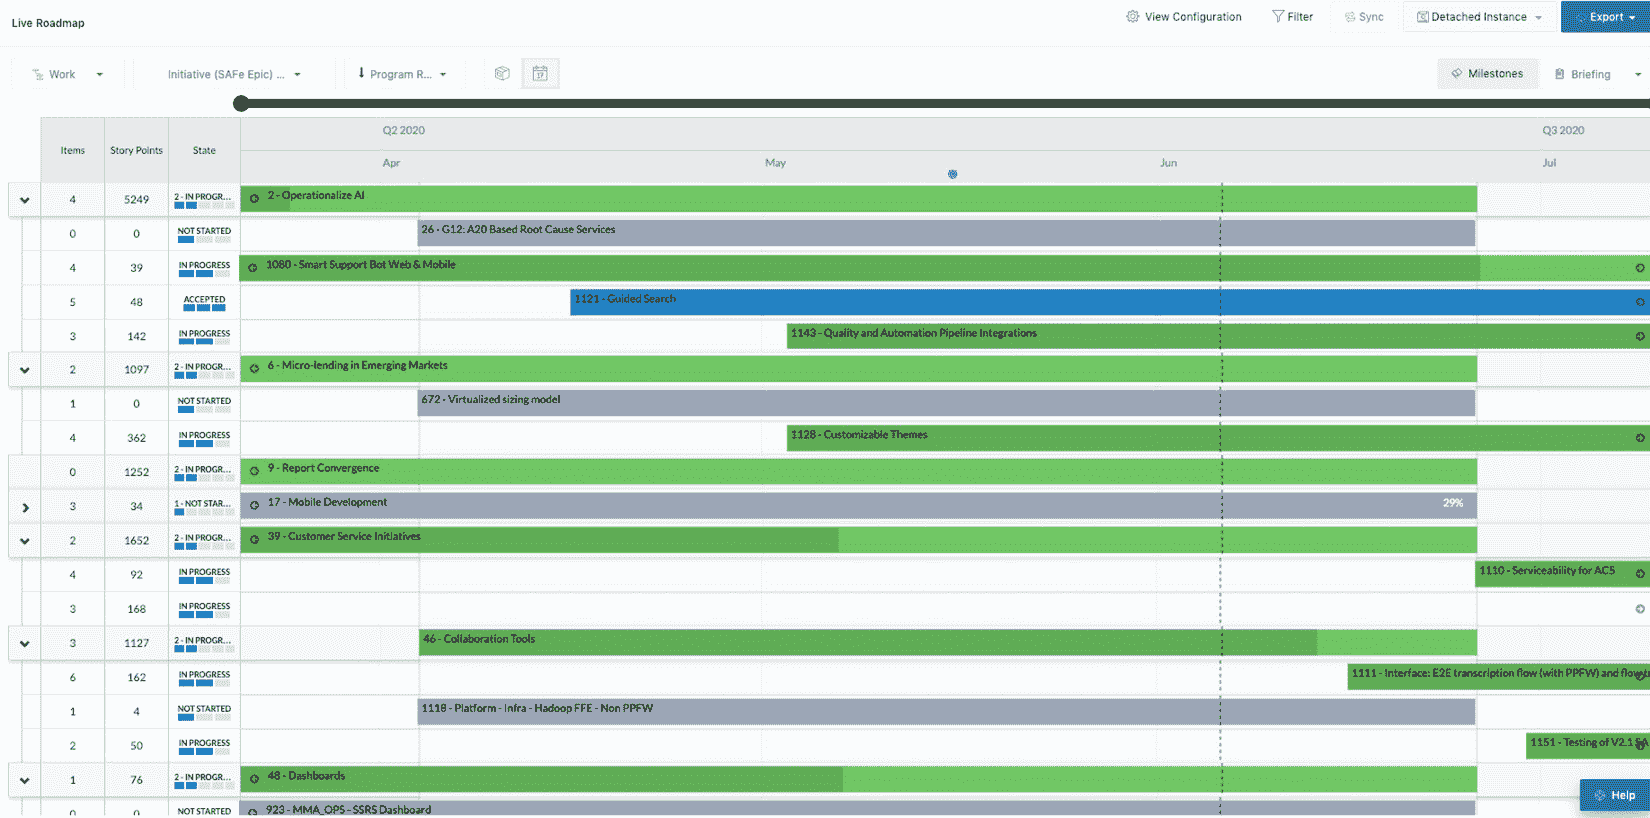 Live Roadmap
View Configuration
Filter
Sync
Detached Instance
Export
Work
Initiative (SAFe Epic) ...
Program R...
17
Milestones
Briefing
Items Story Points State
Q2 2020 Q3 2020
Apr May Jun Jul
4 5249 2 - IN PROGR... 2 - Operationalize AI
0 0 NOT STARTED 26 - G12: A20 Based Root Cause Services
4 39 IN PROGRESS 1080 - Smart Support Bot Web & Mobile
5 48 ACCEPTED 1121 - Guided Search
3 142 IN PROGRESS 1143 - Quality and Automation Pipeline Integrations
2 1097 2 - IN PROGR... 6 - Micro-lending in Emerging Markets
1 0 NOT STARTED 672 - Virtualized sizing model
4 362 IN PROGRESS 1128 - Customizable Themes
0 1252 2 - IN PROGR... 9 - Report Convergence
3 34 1 - NOT STAR... 17 - Mobile Development 29%
2 1652 2 - IN PROGR... 39 - Customer Service Initiatives
4 92 IN PROGRESS 1110 - Serviceability for AC5
3 168 IN PROGRESS
3 1127 2 - IN PROGR... 46 - Collaboration Tools
6 162 IN PROGRESS 1111 - Interface: E2E transcription flow (with PPFW) and
1 4 NOT STARTED 1118 - Platform - Infra - Hadoop FFE - Non PPFW
2 50 IN PROGRESS 1151 - Testing of V2.1
1 76 2 - IN PROGR... 48 - Dashboards
0 0 NOT STARTED 923 - MMA_OPS - SSRS Dashboard
Help